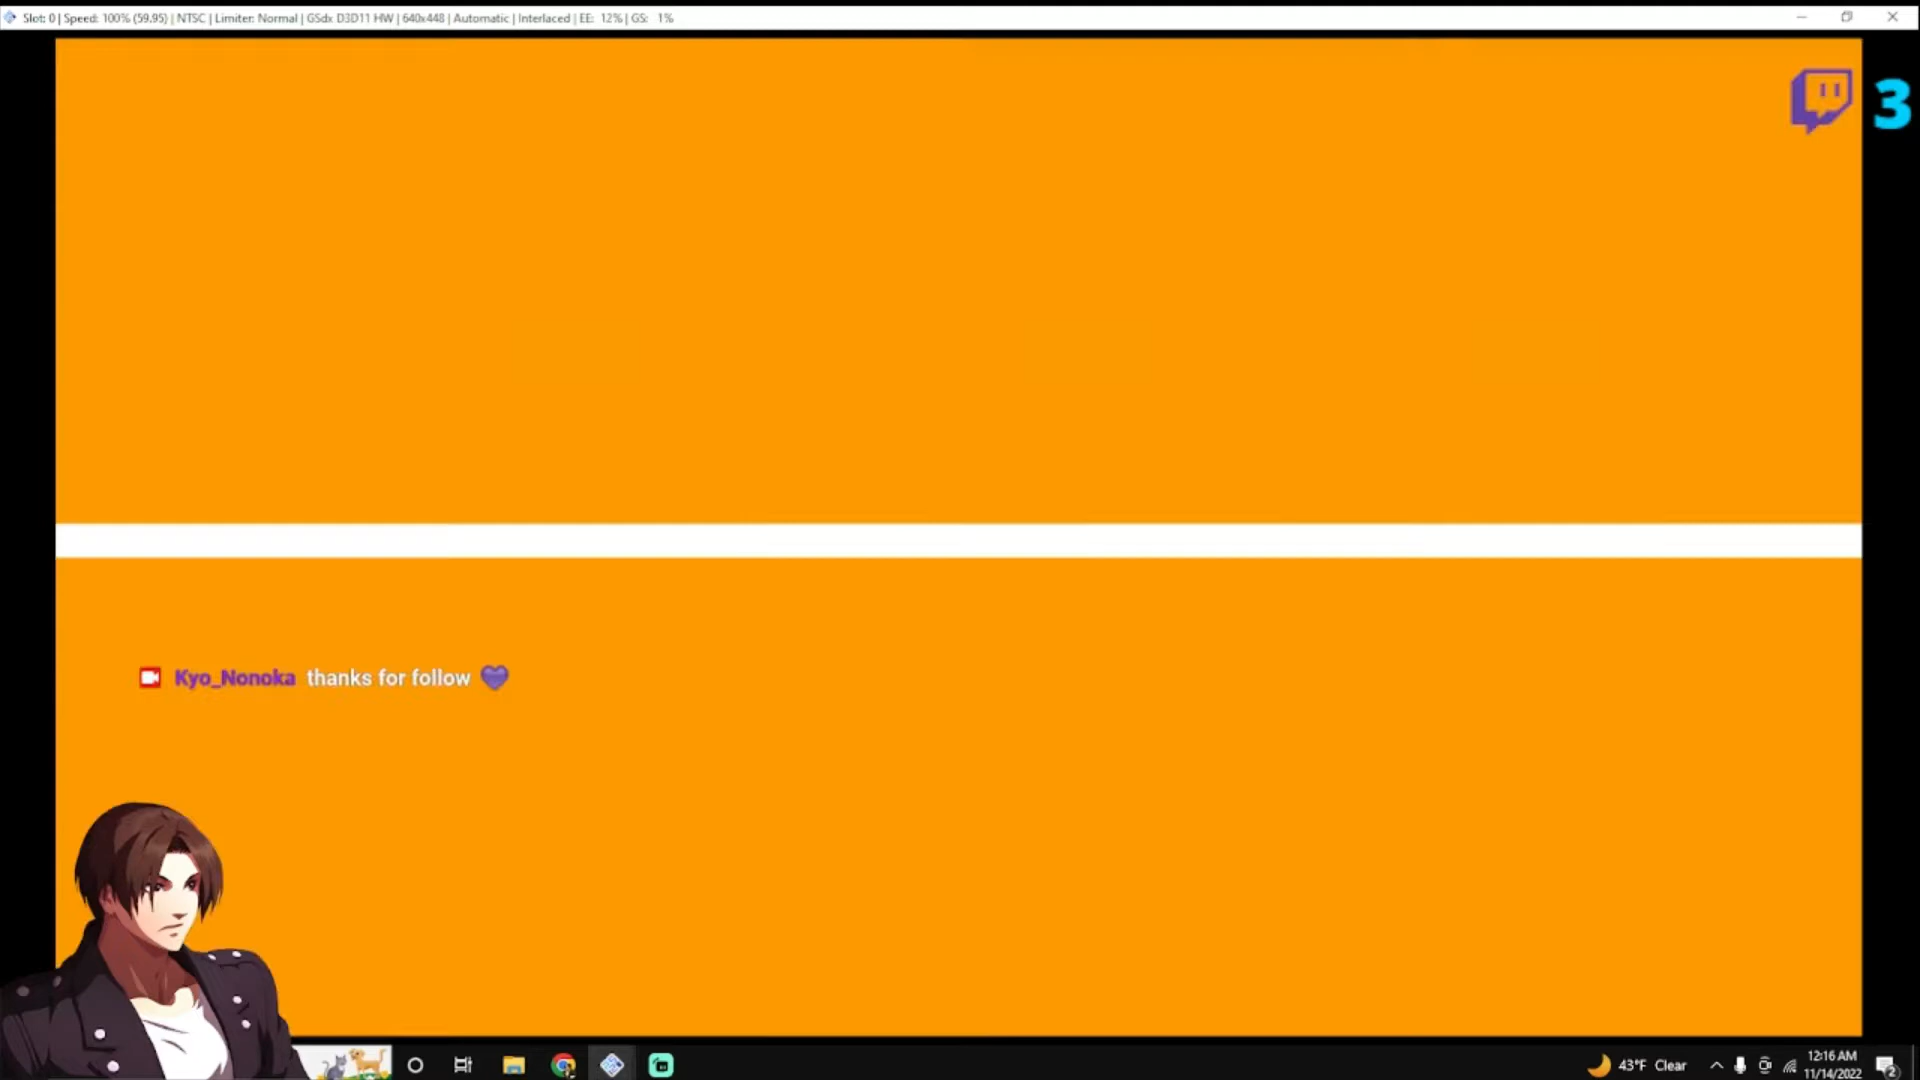 Slot: 0 | Speed: 100% (59.95) | NTSC | Limiter: Normal | GSdx D3D11 HW | 640x448 | Automatic | Interlaced | EE: 12% | GS: 1%
3
Kyo_Nonoka thanks for follow 💜
43°F Clear
12:16 AM
11/14/2022
2